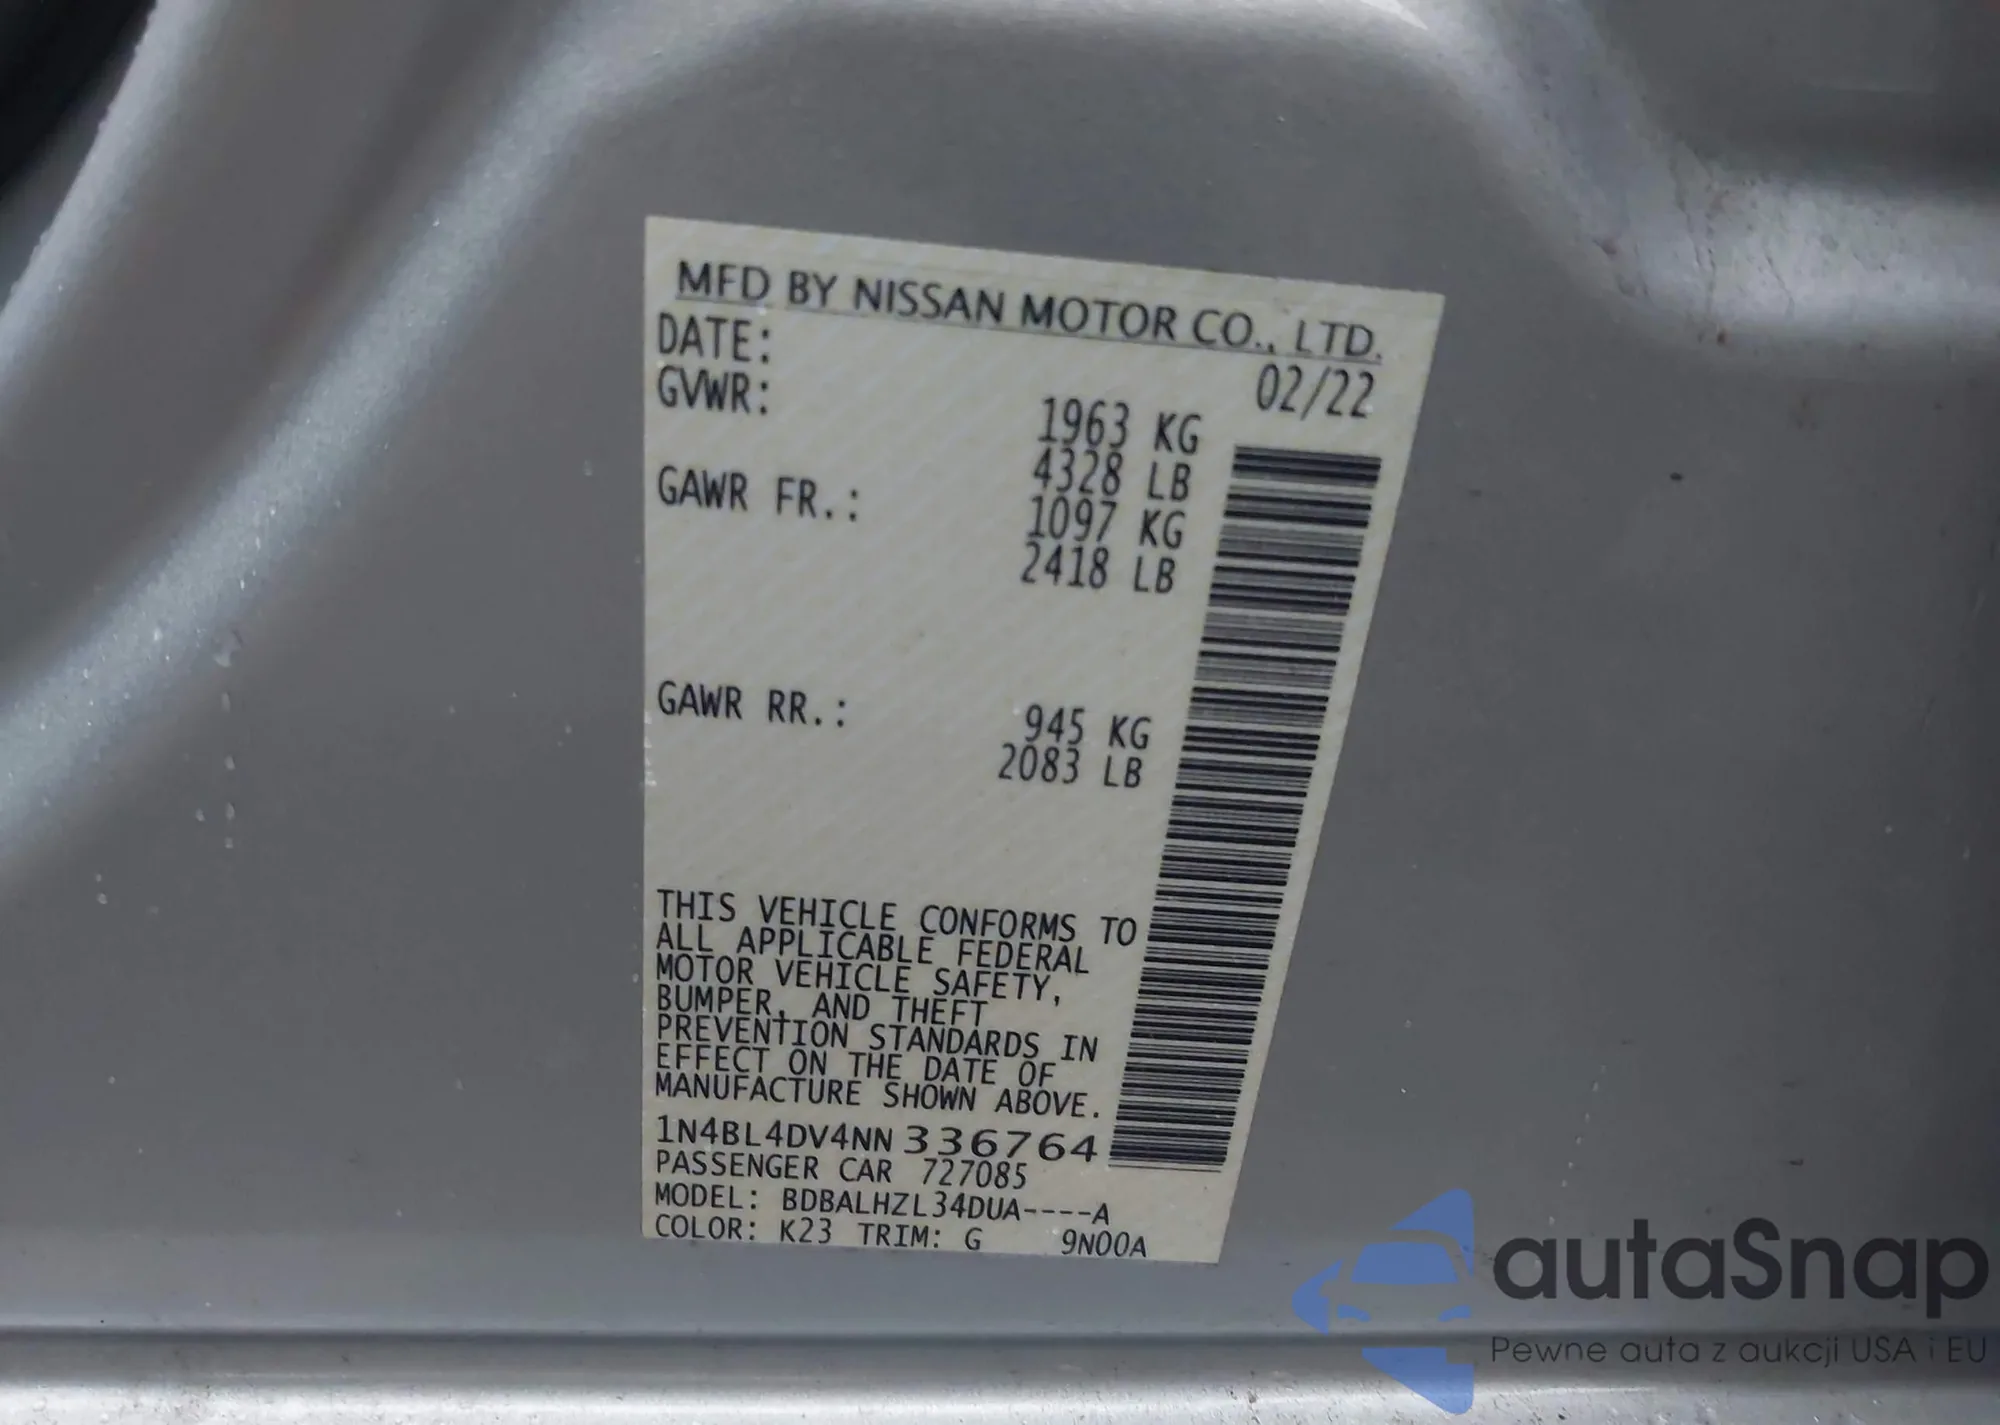 MFD BY NISSAN MOTOR CO., LTD.
DATE: 02/22
GVWR: 1963 KG
4328 LB
GAWR FR.: 1097 KG
2418 LB
GAWR RR.: 945 KG
2083 LB
THIS VEHICLE CONFORMS TO
ALL APPLICABLE FEDERAL
MOTOR VEHICLE SAFETY,
BUMPER, AND THEFT
PREVENTION STANDARDS IN
EFFECT ON THE DATE OF
MANUFACTURE SHOWN ABOVE.
1N4BL4DV4NN336764
PASSENGER CAR 727085
MODEL: BDBALHZL34DUA----A
COLOR: K23 TRIM: G 9N00A
autaSnap
Pewne auta z aukcji USA i EU